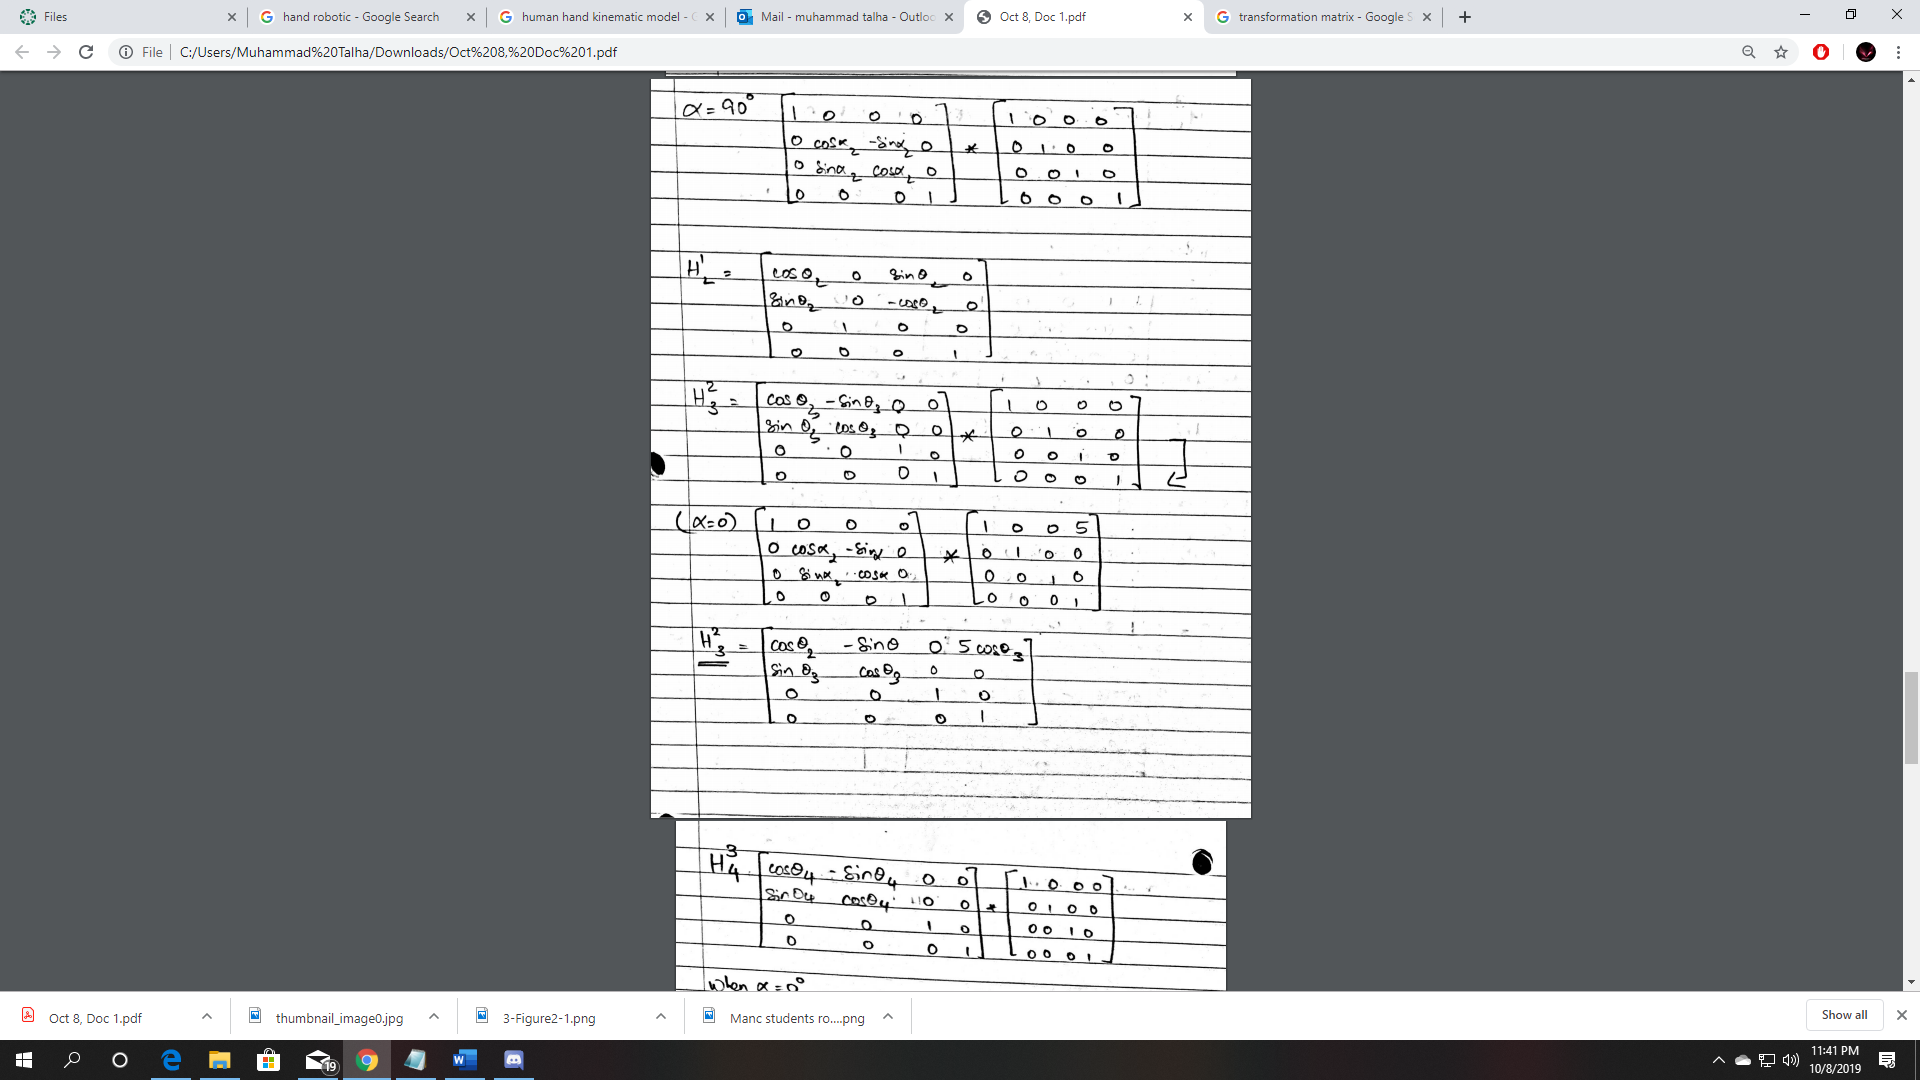 Files
hand robotic - Google Search
human hand kinematic model - G
Mail - muhammad talha - Outloo
Oct 8, Doc 1.pdf
transformation matrix - Google S
File | C:/Users/Muhammad%20Talha/Downloads/Oct%208,%20Doc%201.pdf
α = 90°
1 0 0 0
0 cosα₂ -sinα₂ 0
0 sinα₂ cosα₂ 0
0 0 0 1
*
1 0 0 0
0 1 0 0
0 0 1 0
0 0 0 1
H¹₂ =
cosθ₂ 0 sinθ₂ 0
sinθ₂ 0 -cosθ₂ 0
0 1 0 0
0 0 0 1
H²₃ =
cosθ₃ -sinθ₃ 0 0
sinθ₃ cosθ₃ 0 0
0 0 1 0
0 0 0 1
*
1 0 0 0
0 1 0 0
0 0 1 0
0 0 0 1
(α=0)
1 0 0 0
0 cosα₂ -sinα 0
0 sinα₂ cosα 0
0 0 0 1
*
1 0 0 5
0 1 0 0
0 0 1 0
0 0 0 1
H²₃ =
cosθ₂ -sinθ 0 5cosθ₃
sinθ₃ cosθ₃ 0 0
0 0 1 0
0 0 0 1
H³₄
cosθ₄ -sinθ₄ 0 0
sinθ₄ cosθ₄ 0 0
0 0 1 0
0 0 0 1
*
1 0 0 0
0 1 0 0
0 0 1 0
0 0 0 1
when α = 0°
Oct 8, Doc 1.pdf
thumbnail_image0.jpg
3-Figure2-1.png
Manc students ro....png
Show all
19
11:41 PM
10/8/2019